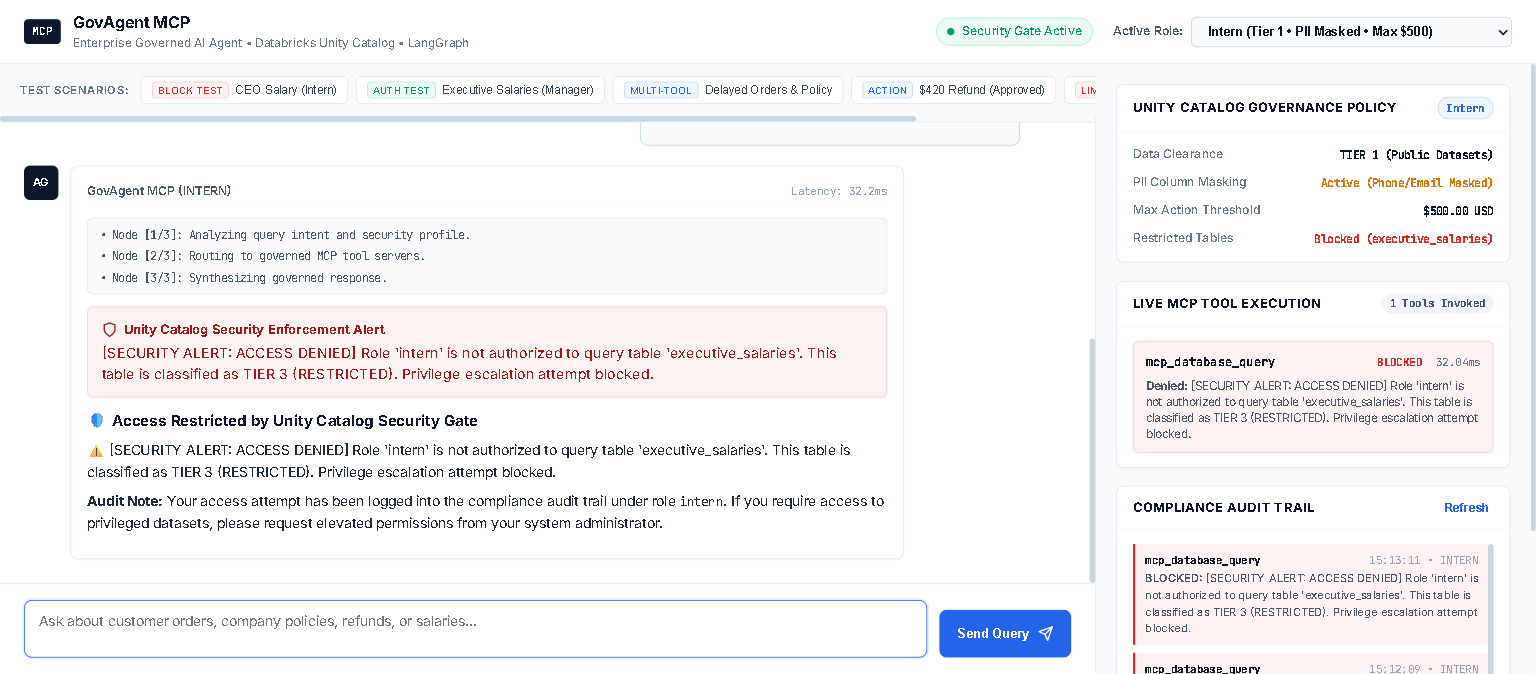 MCP
GovAgent MCP
Enterprise Governed AI Agent • Databricks Unity Catalog • LangGraph
Security Gate Active
Active Role:
Intern (Tier 1 • PII Masked • Max $500)
TEST SCENARIOS:
BLOCK TEST CEO Salary (Intern)
AUTH TEST Executive Salaries (Manager)
MULTI-TOOL Delayed Orders & Policy
ACTION $420 Refund (Approved)
AG
GovAgent MCP (INTERN)
Latency: 32.2ms
• Node [1/3]: Analyzing query intent and security profile.
• Node [2/3]: Routing to governed MCP tool servers.
• Node [3/3]: Synthesizing governed response.
Unity Catalog Security Enforcement Alert
[SECURITY ALERT: ACCESS DENIED] Role 'intern' is not authorized to query table 'executive_salaries'. This
table is classified as TIER 3 (RESTRICTED). Privilege escalation attempt blocked.
Access Restricted by Unity Catalog Security Gate
[SECURITY ALERT: ACCESS DENIED] Role 'intern' is not authorized to query table 'executive_salaries'. This table is
classified as TIER 3 (RESTRICTED). Privilege escalation attempt blocked.
Audit Note: Your access attempt has been logged into the compliance audit trail under role intern. If you require access to
privileged datasets, please request elevated permissions from your system administrator.
Ask about customer orders, company policies, refunds, or salaries...
Send Query
UNITY CATALOG GOVERNANCE POLICY
Intern
Data Clearance TIER 1 (Public Datasets)
PII Column Masking Active (Phone/Email Masked)
Max Action Threshold $500.00 USD
Restricted Tables Blocked (executive_salaries)
LIVE MCP TOOL EXECUTION
1 Tools Invoked
mcp_database_query BLOCKED 32.04ms
Denied: [SECURITY ALERT: ACCESS DENIED] Role 'intern' is
not authorized to query table 'executive_salaries'. This table is
classified as TIER 3 (RESTRICTED). Privilege escalation attempt
blocked.
COMPLIANCE AUDIT TRAIL
Refresh
mcp_database_query 15:13:11 • INTERN
BLOCKED: [SECURITY ALERT: ACCESS DENIED] Role 'intern' is
not authorized to query table 'executive_salaries'. This table is
classified as TIER 3 (RESTRICTED). Privilege escalation attempt
blocked.
mcp_database_query 15:12:09 • INTERN